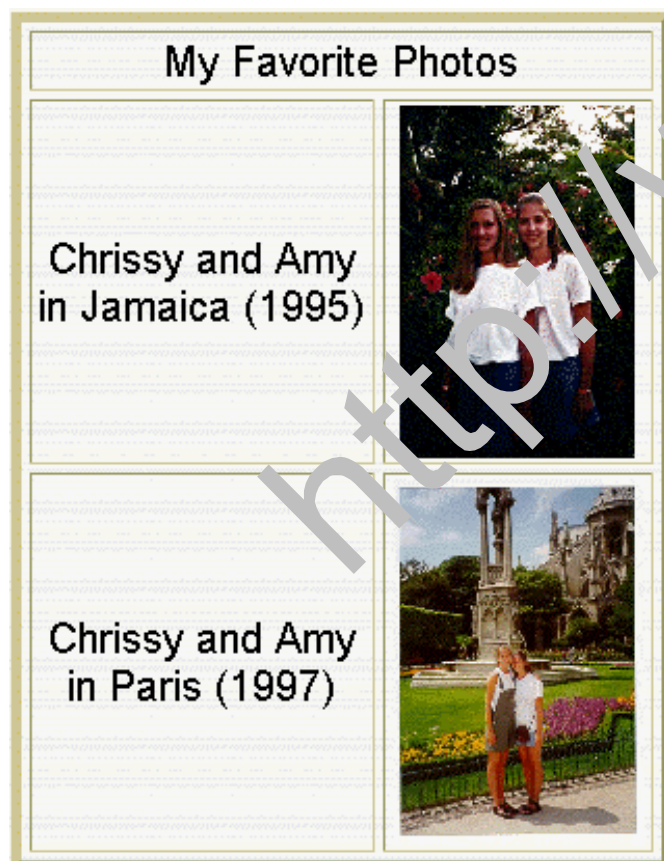 My Favorite Photos
Chrissy and Amy
in Jamaica (1995)
Chrissy and Amy
in Paris (1997)
http://